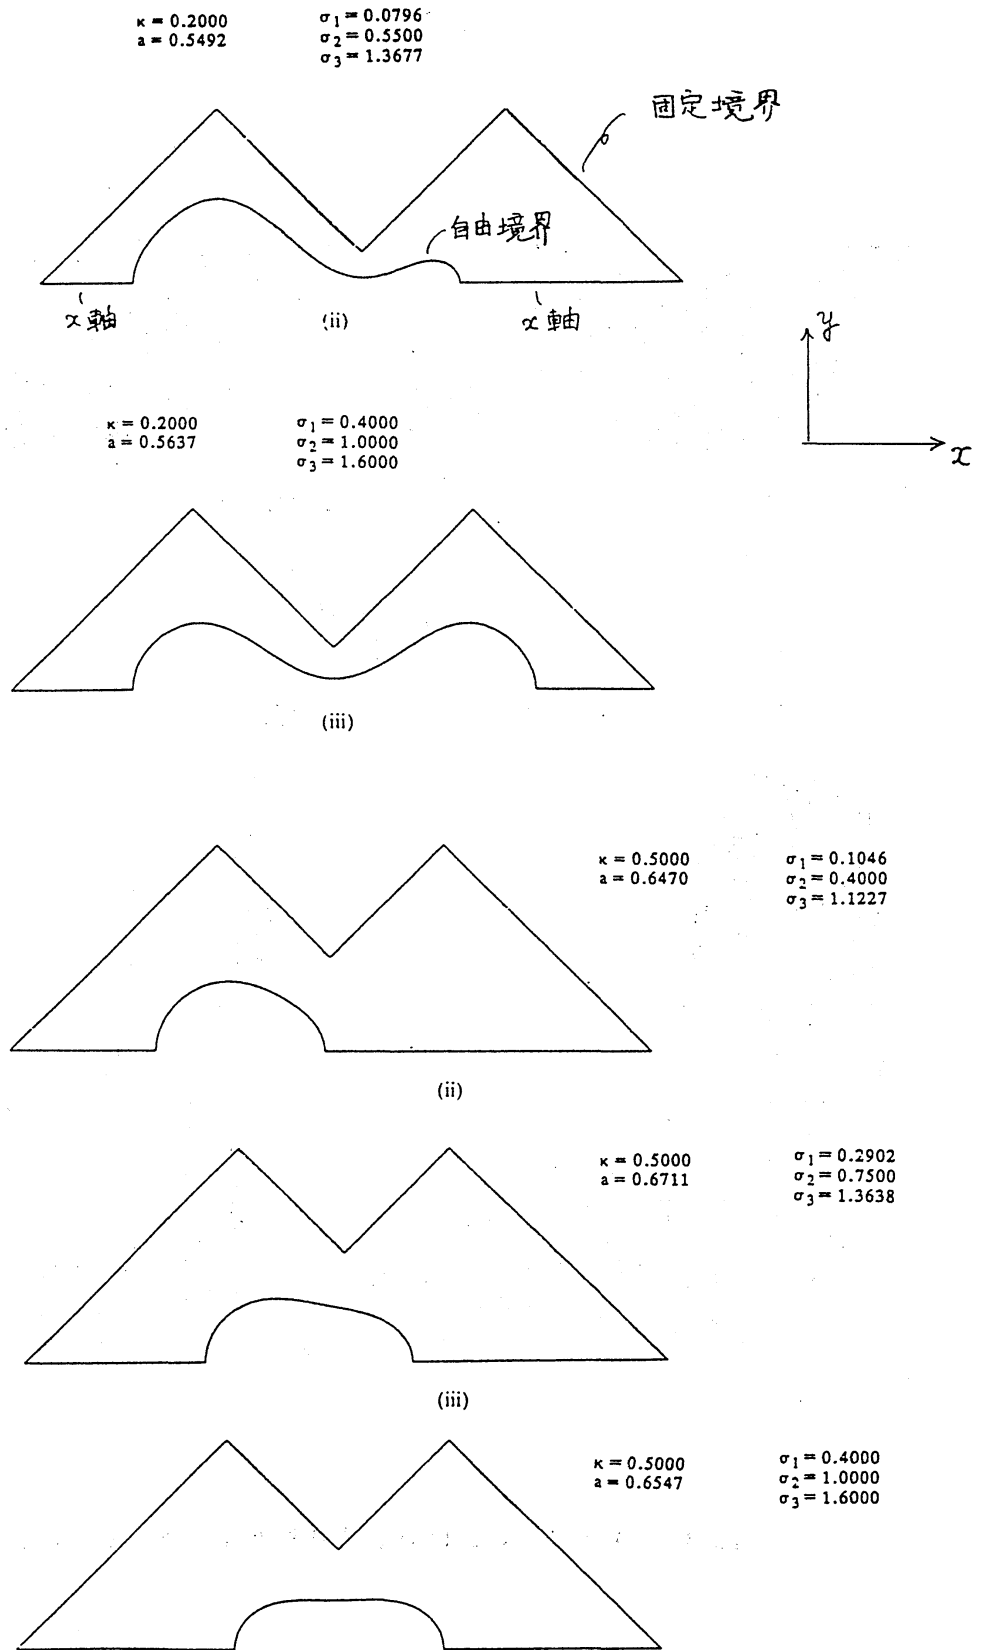 κ = 0.2000
a = 0.5492
σ1 = 0.0796
σ2 = 0.5500
σ3 = 1.3677
固定境界
自由境界
x軸
(ii)
x軸
y
x
κ = 0.2000
a = 0.5637
σ1 = 0.4000
σ2 = 1.0000
σ3 = 1.6000
(iii)
κ = 0.5000
a = 0.6470
σ1 = 0.1046
σ2 = 0.4000
σ3 = 1.1227
(ii)
κ = 0.5000
a = 0.6711
σ1 = 0.2902
σ2 = 0.7500
σ3 = 1.3638
(iii)
κ = 0.5000
a = 0.6547
σ1 = 0.4000
σ2 = 1.0000
σ3 = 1.6000